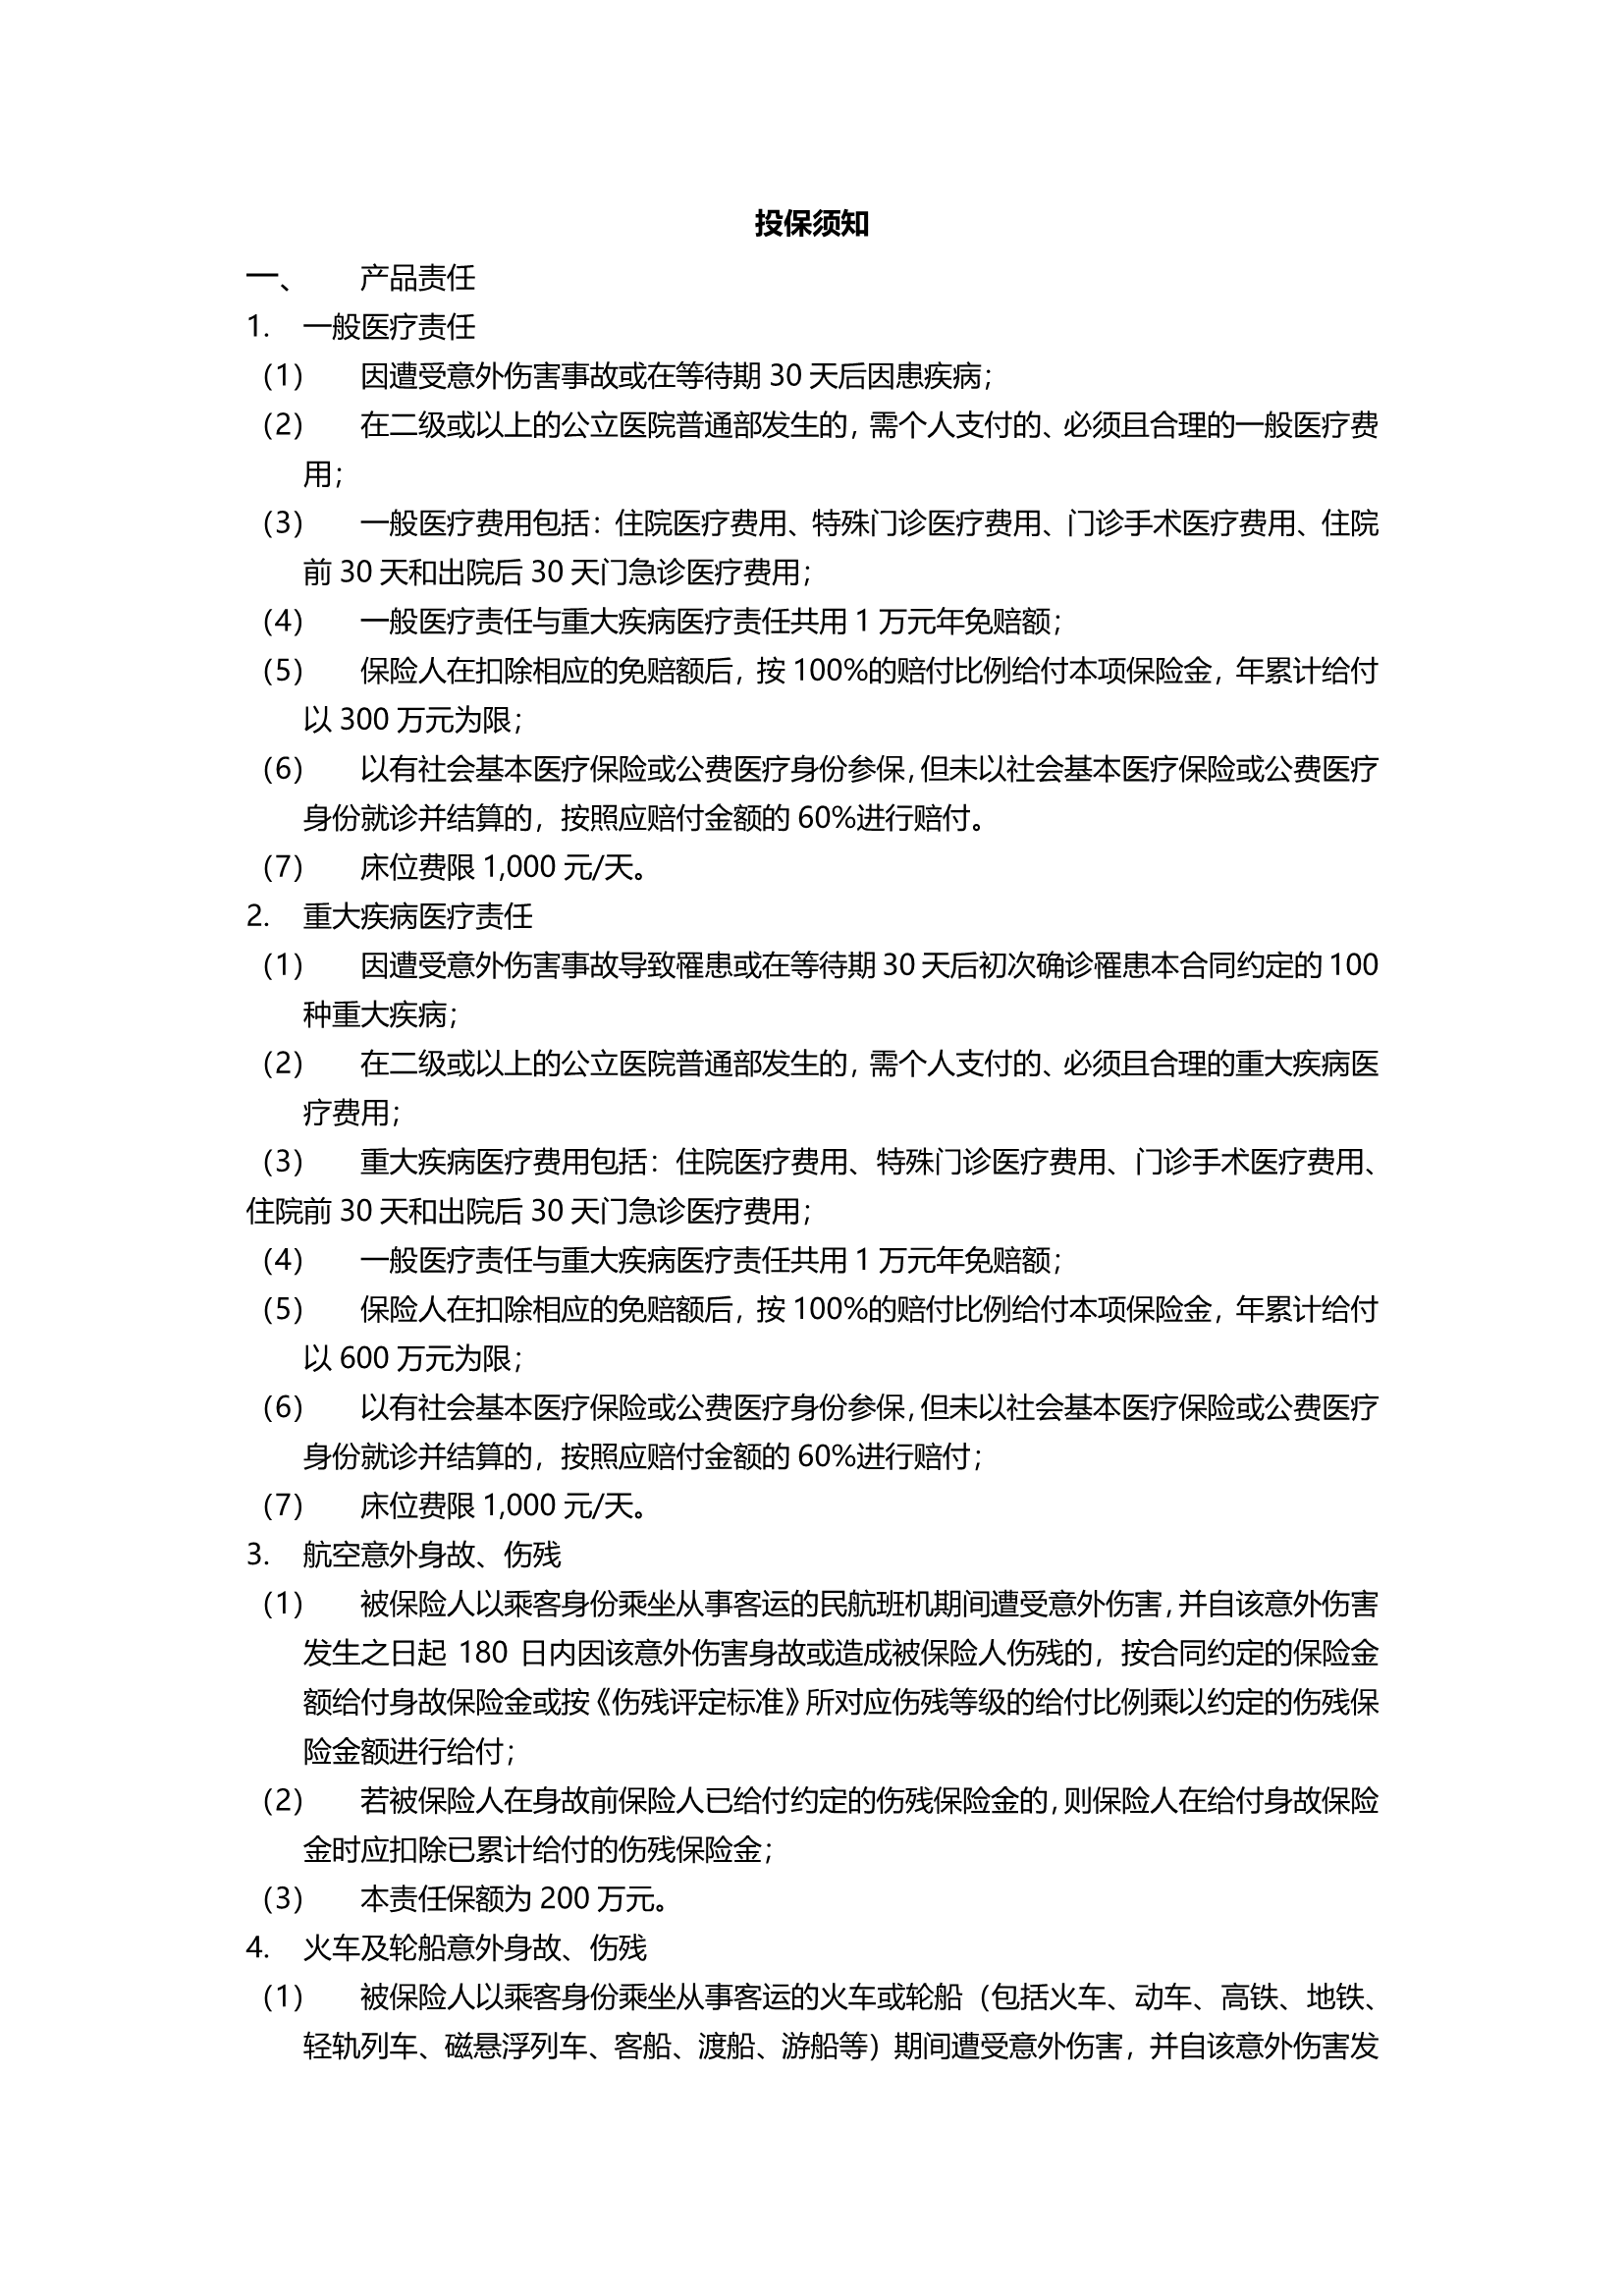 投保须知
一、 产品责任
1. 一般医疗责任
（1） 因遭受意外伤害事故或在等待期 30 天后因患疾病；
（2） 在二级或以上的公立医院普通部发生的，需个人支付的、必须且合理的一般医疗费
用；
（3） 一般医疗费用包括：住院医疗费用、特殊门诊医疗费用、门诊手术医疗费用、住院
前 30 天和出院后 30 天门急诊医疗费用；
（4） 一般医疗责任与重大疾病医疗责任共用 1 万元年免赔额；
（5） 保险人在扣除相应的免赔额后，按 100%的赔付比例给付本项保险金，年累计给付
以 300 万元为限；
（6） 以有社会基本医疗保险或公费医疗身份参保，但未以社会基本医疗保险或公费医疗
身份就诊并结算的，按照应赔付金额的 60%进行赔付。
（7） 床位费限 1,000 元/天。
2. 重大疾病医疗责任
（1） 因遭受意外伤害事故导致罹患或在等待期 30 天后初次确诊罹患本合同约定的 100
种重大疾病；
（2） 在二级或以上的公立医院普通部发生的，需个人支付的、必须且合理的重大疾病医
疗费用；
（3） 重大疾病医疗费用包括：住院医疗费用、特殊门诊医疗费用、门诊手术医疗费用、
住院前 30 天和出院后 30 天门急诊医疗费用；
（4） 一般医疗责任与重大疾病医疗责任共用 1 万元年免赔额；
（5） 保险人在扣除相应的免赔额后，按 100%的赔付比例给付本项保险金，年累计给付
以 600 万元为限；
（6） 以有社会基本医疗保险或公费医疗身份参保，但未以社会基本医疗保险或公费医疗
身份就诊并结算的，按照应赔付金额的 60%进行赔付；
（7） 床位费限 1,000 元/天。
3. 航空意外身故、伤残
（1） 被保险人以乘客身份乘坐从事客运的民航班机期间遭受意外伤害，并自该意外伤害
发生之日起 180 日内因该意外伤害身故或造成被保险人伤残的，按合同约定的保险金
额给付身故保险金或按《伤残评定标准》所对应伤残等级的给付比例乘以约定的伤残保
险金额进行给付；
（2） 若被保险人在身故前保险人已给付约定的伤残保险金的，则保险人在给付身故保险
金时应扣除已累计给付的伤残保险金；
（3） 本责任保额为 200 万元。
4. 火车及轮船意外身故、伤残
（1） 被保险人以乘客身份乘坐从事客运的火车或轮船（包括火车、动车、高铁、地铁、
轻轨列车、磁悬浮列车、客船、渡船、游船等）期间遭受意外伤害，并自该意外伤害发